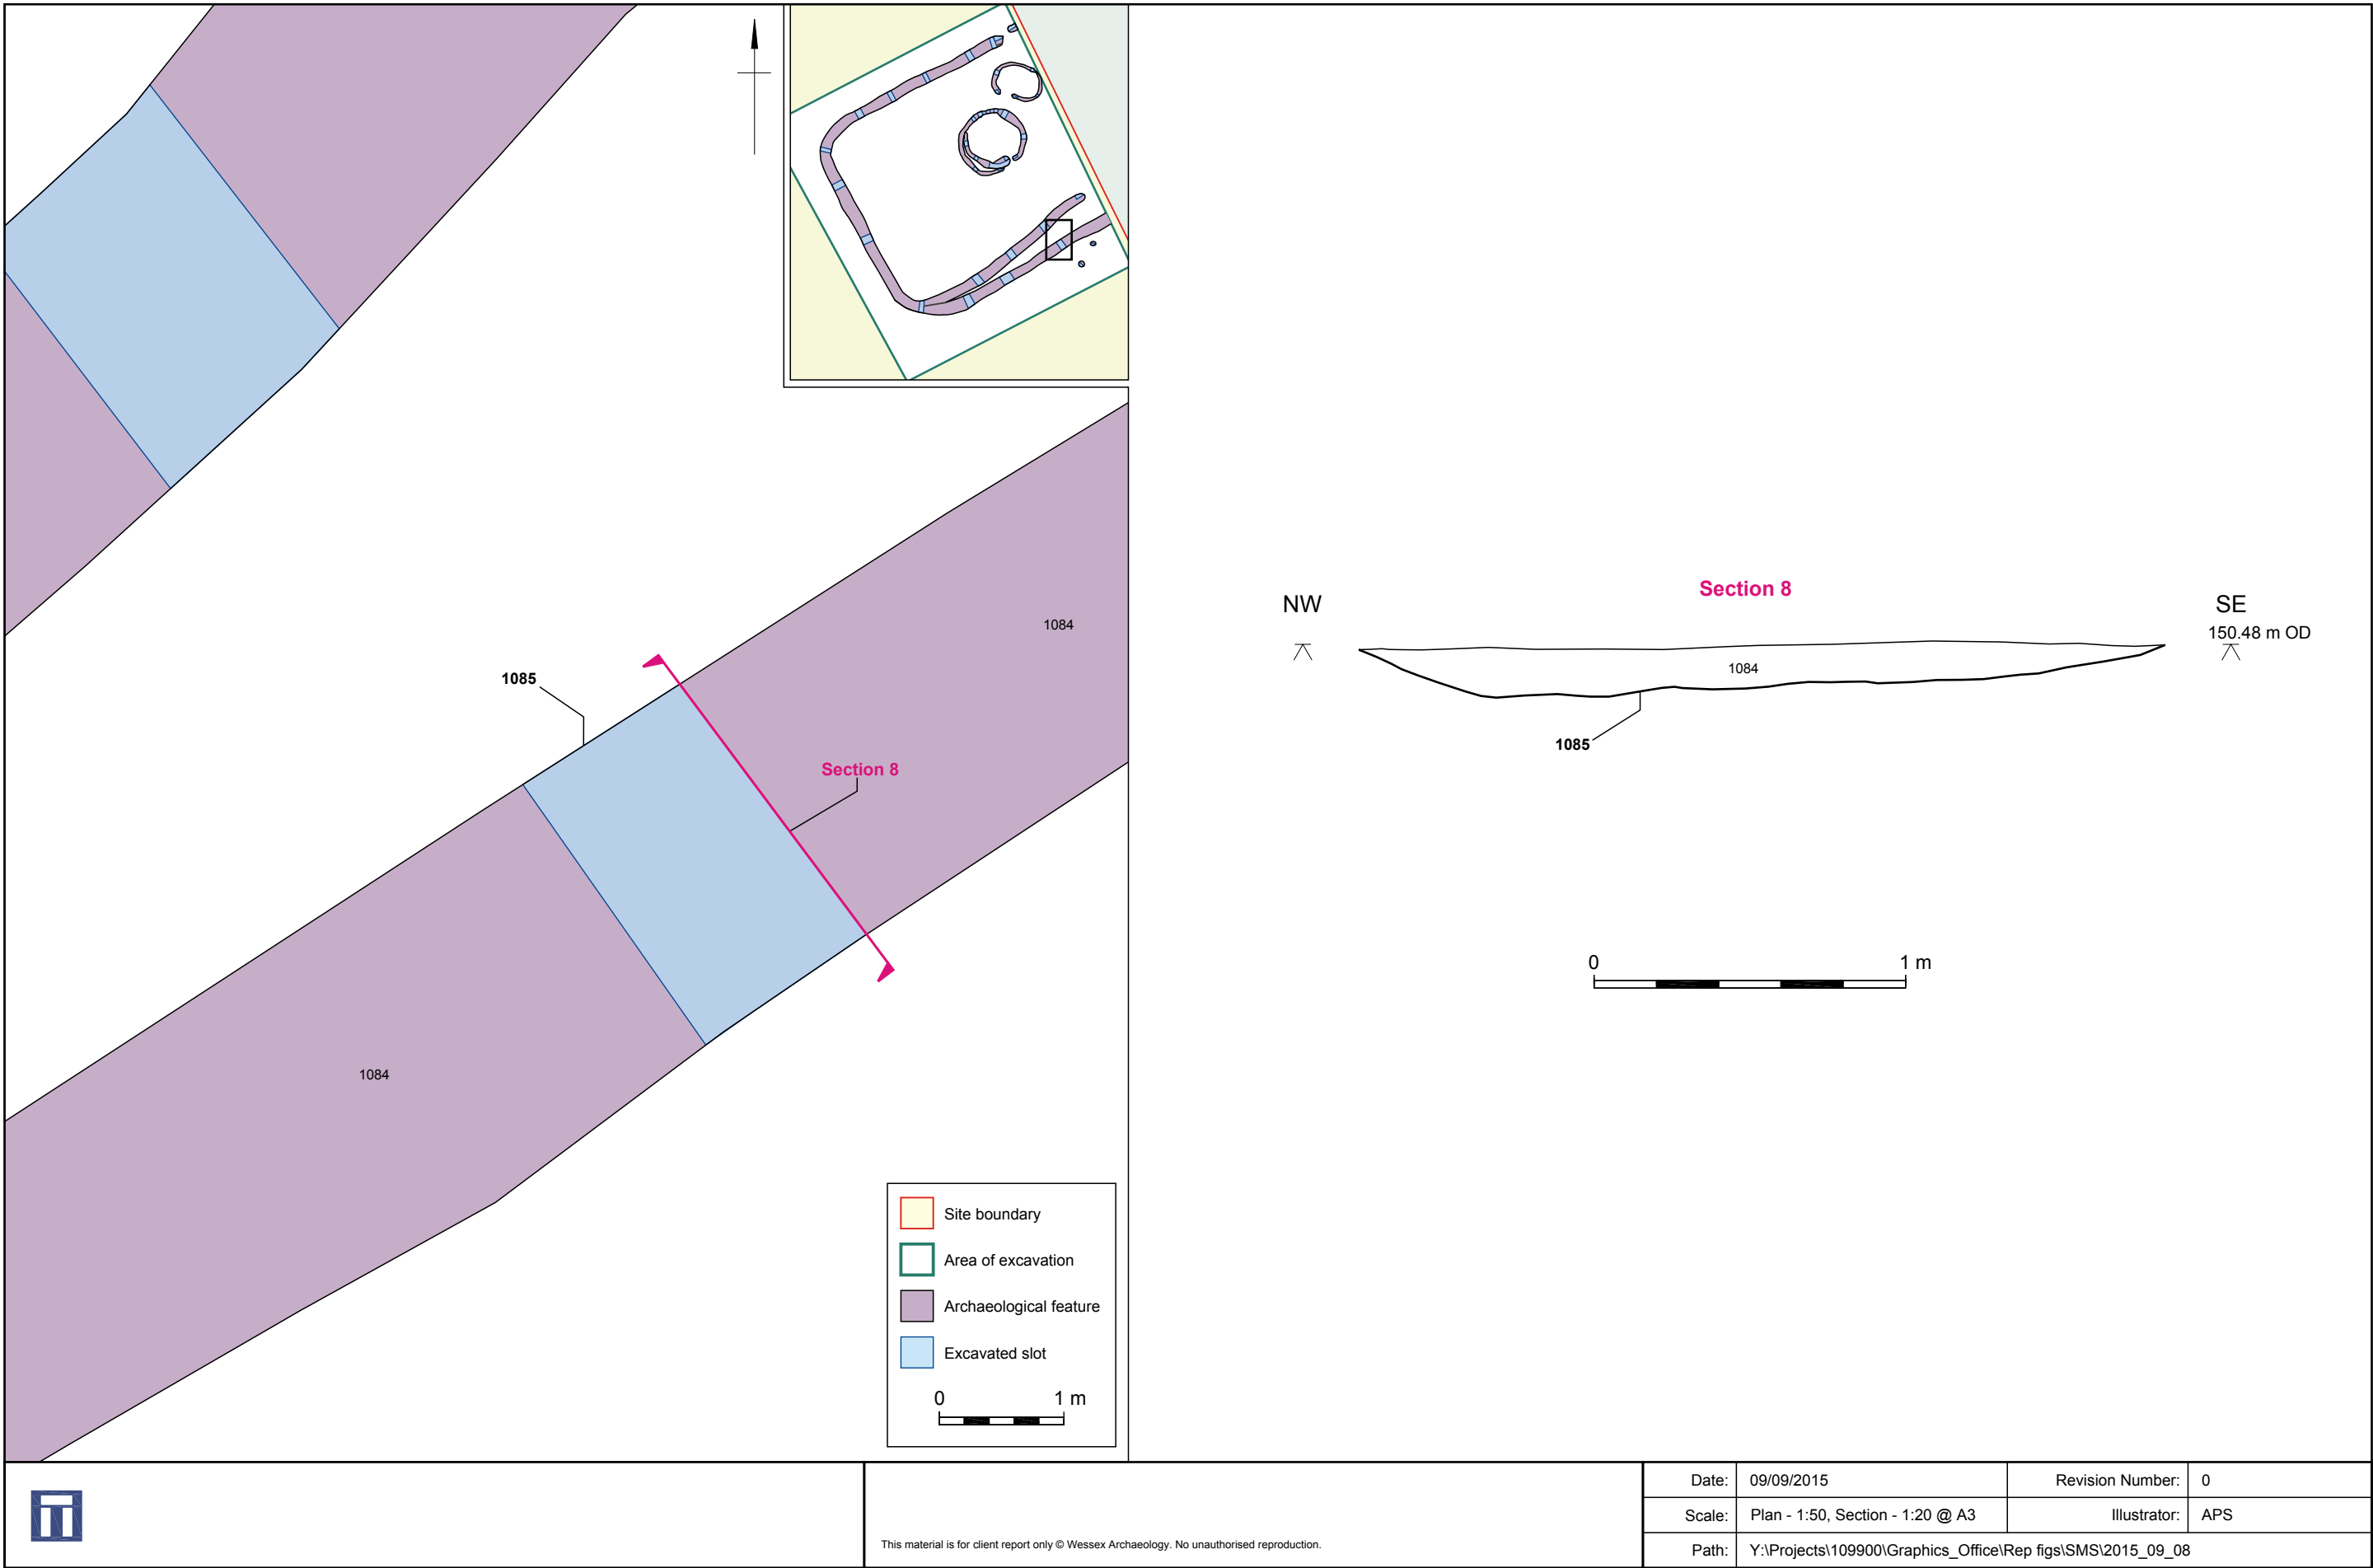 1085
Section 8
1084
1084
Site boundary
Area of excavation
Archaeological feature
Excavated slot
0 1 m
Section 8
NW
SE
150.48 m OD
1084
1085
0 1 m
This material is for client report only © Wessex Archaeology. No unauthorised reproduction.
Date: 09/09/2015 Revision Number: 0
Scale: Plan - 1:50, Section - 1:20 @ A3 Illustrator: APS
Path: Y:\Projects\109900\Graphics_Office\Rep figs\SMS\2015_09_08